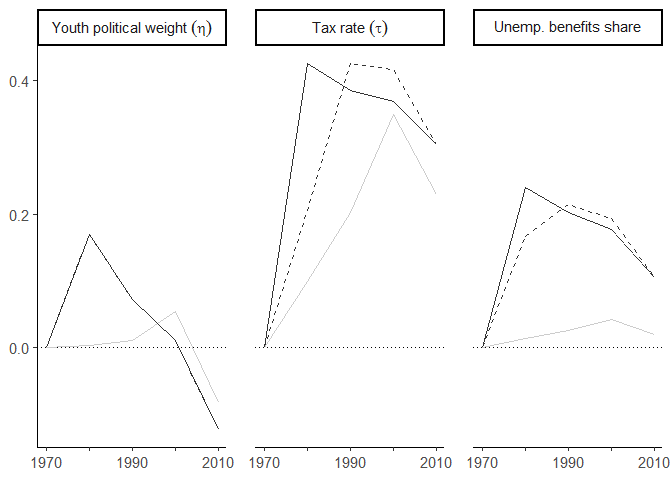 Youth political weight (η)
Tax rate (τ)
Unemp. benefits share
0.4
0.2
0.0
1970 1990 2010 1970 1990 2010 1970 1990 2010